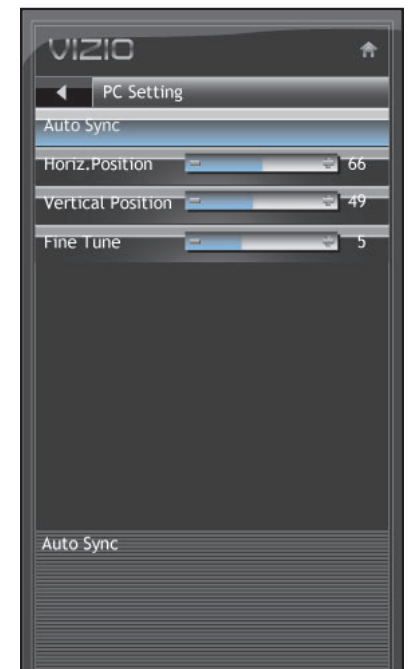 VIZIO
PC Setting
Auto Sync
Horiz.Position 66
Vertical Position 49
Fine Tune 5
Auto Sync